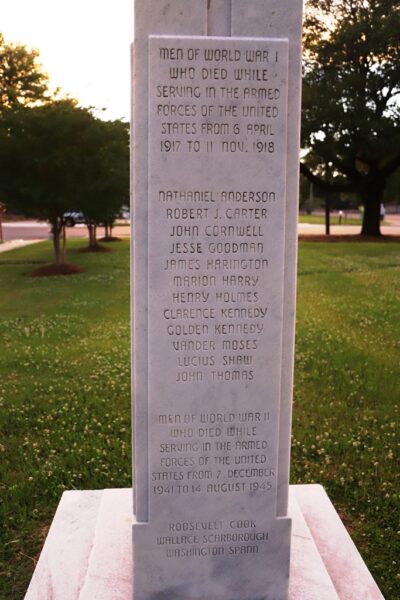 MEN OF WORLD WAR I
WHO DIED WHILE
SERVING IN THE ARMED
FORCES OF THE UNITED
STATES FROM 6 APRIL
1917 TO 11 NOV. 1918
NATHANIEL ANDERSON
ROBERT J. CARTER
JOHN CORNWELL
JESSE GOODMAN
JAMES HARINGTON
MARION HARRY
HENRY HOLMES
CLARENCE KENNEDY
GOLDEN KENNEDY
VANDER MOSES
LUCIUS SHAW
JOHN THOMAS
MEN OF WORLD WAR II
WHO DIED WHILE
SERVING IN THE ARMED
FORCES OF THE UNITED
STATES FROM 7 DECEMBER
1941 TO 14 AUGUST 1945
ROOSEVELT COOK
WALLACE SCARBOROUGH
WASHINGTON SPANN